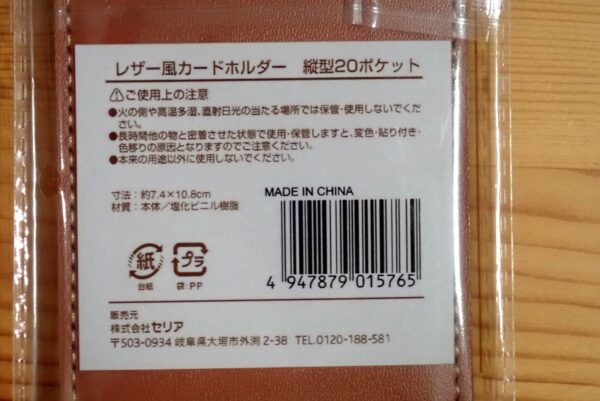 レザー風カードホルダー 縦型20ポケット
⚠ご使用上の注意
●火の側や高温多湿、直射日光の当たる場所では保管・使用しないでくだ
さい。
●長時間他の物と密着させた状態で使用・保管しますと、変色・貼り付き・
色移りの原因となりますのでご注意ください。
●本来の用途以外に使用しないでください。
寸法：約7.4×10.8cm
材質：本体／塩化ビニル樹脂
MADE IN CHINA
紙
台紙
プラ
袋:PP
4 947879 015765
販売元
株式会社セリア
〒503-0934 岐阜県大垣市外渕2-38 TEL.0120-188-581